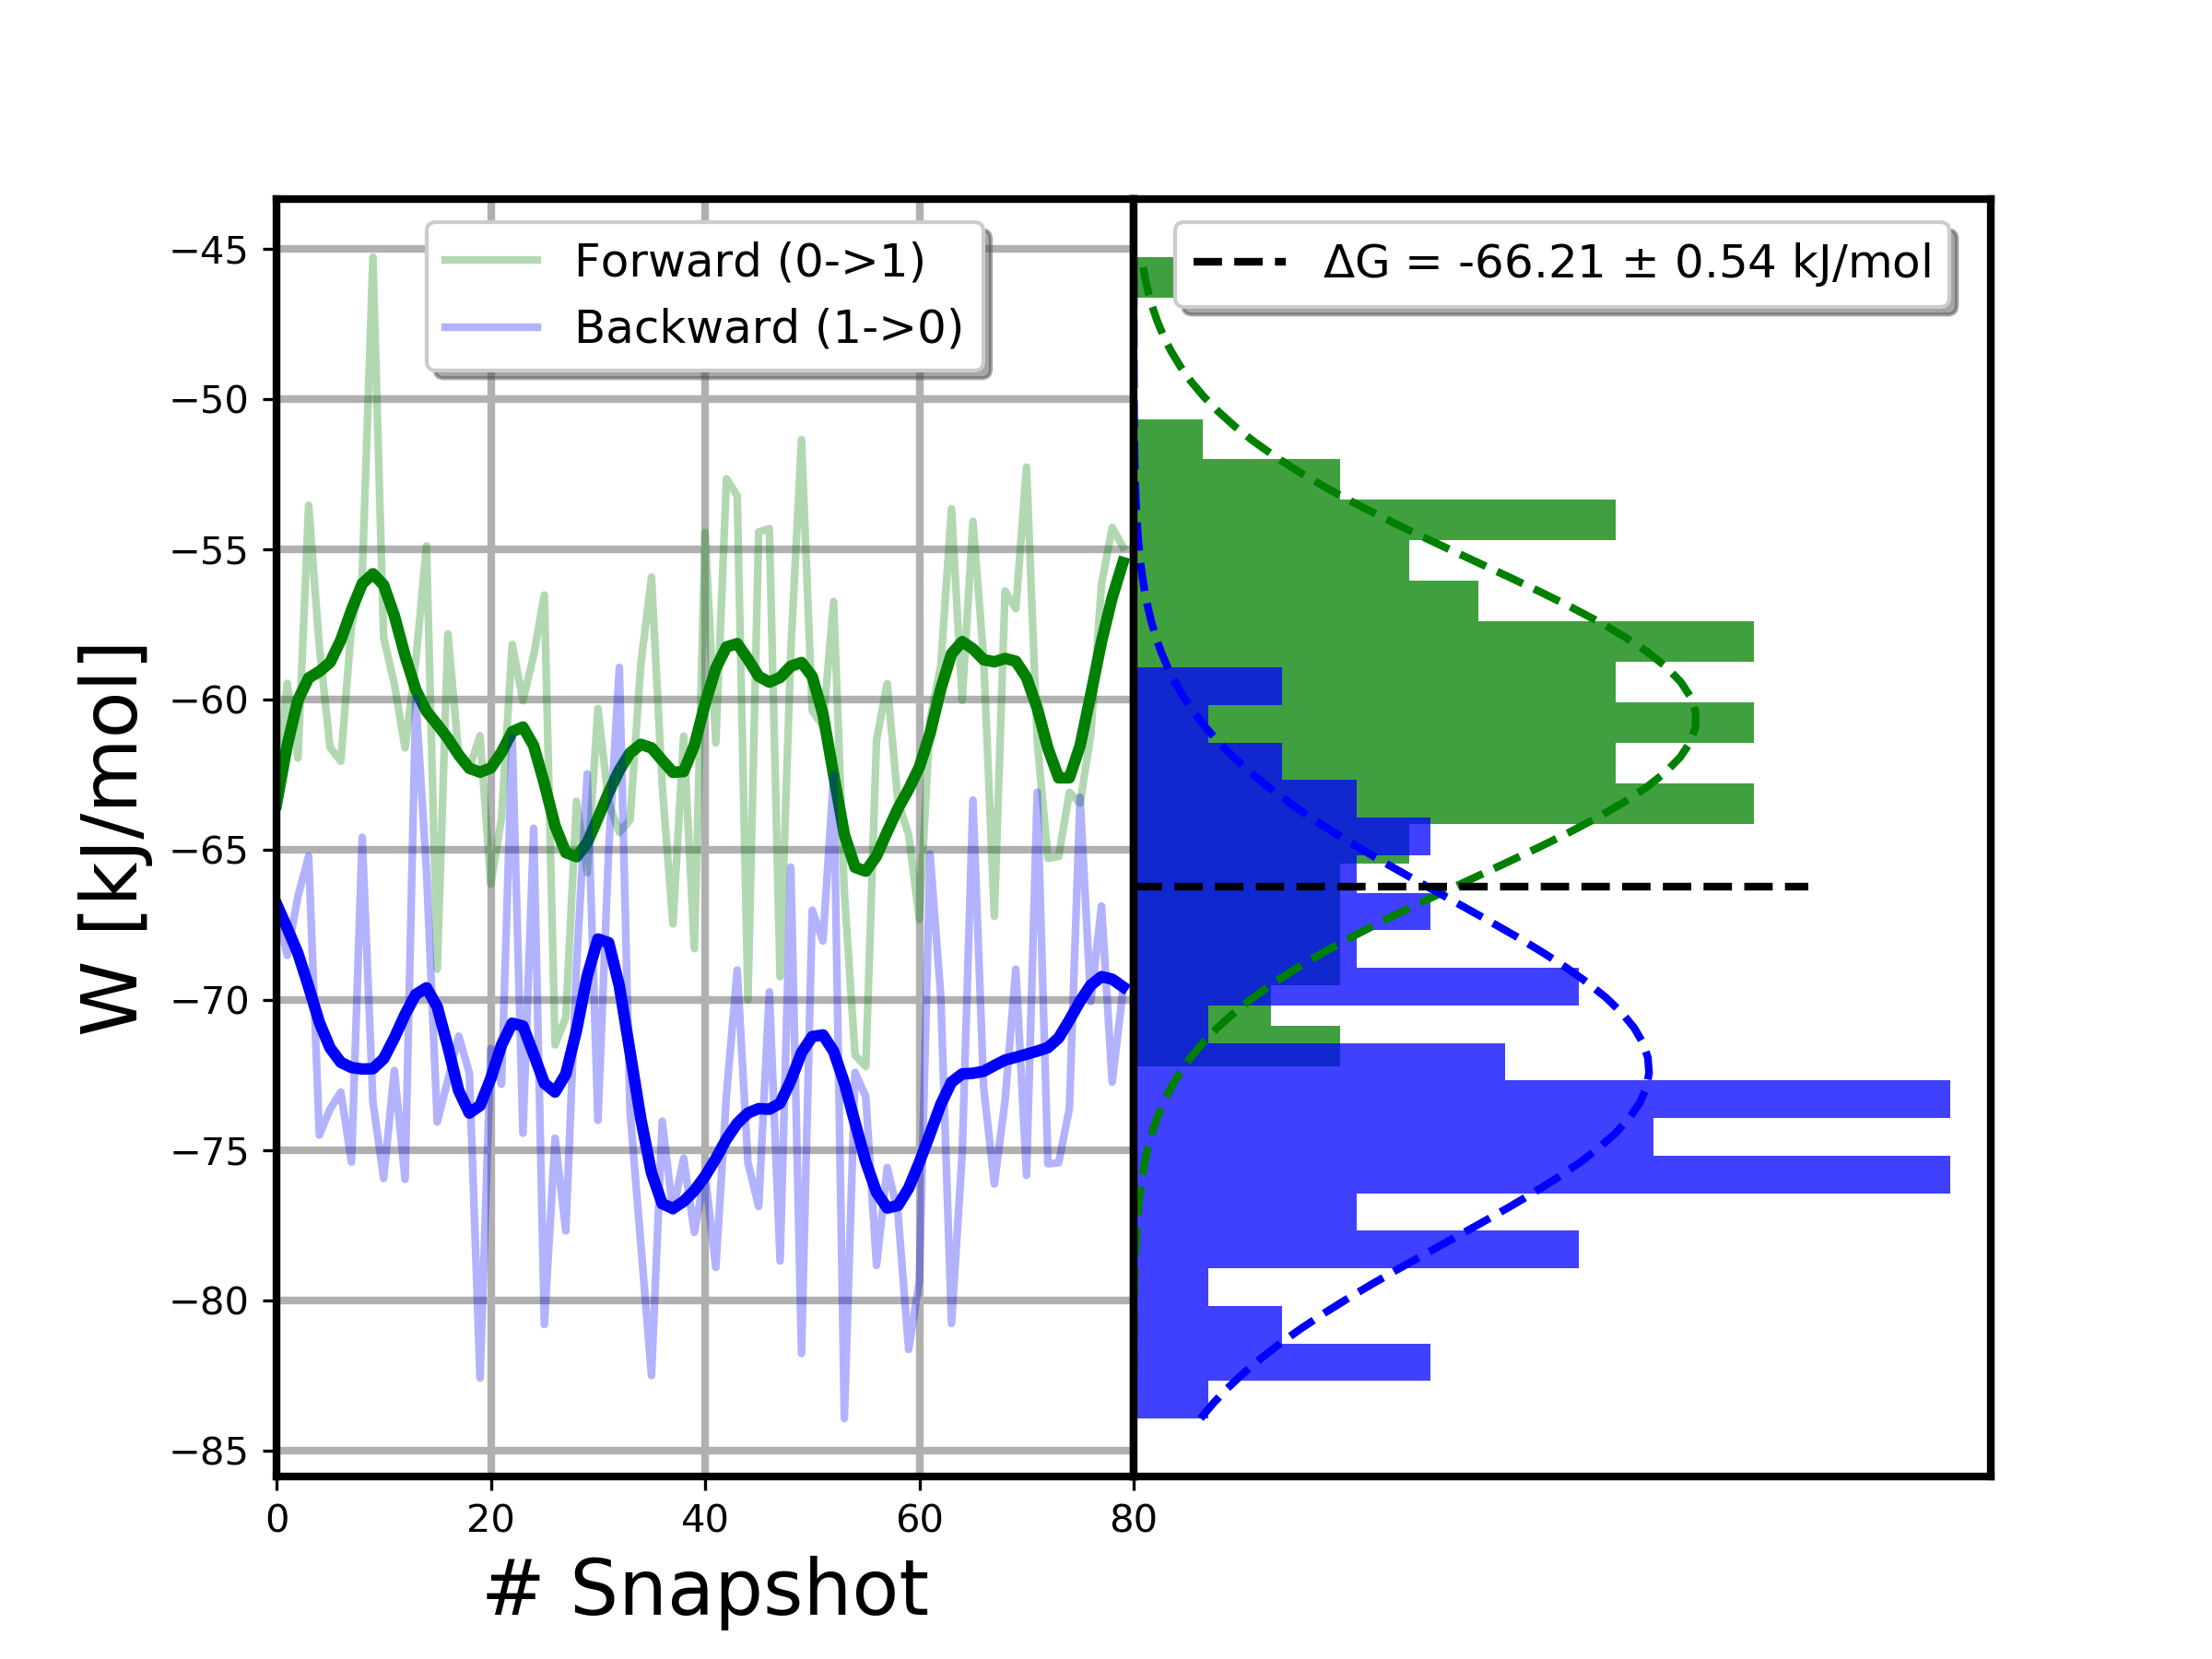 Forward (0->1)
Backward (1->0)
ΔG = -66.21 ± 0.54 kJ/mol
W [kJ/mol]
−45
−50
−55
−60
−65
−70
−75
−80
−85
0 20 40 60 80
# Snapshot